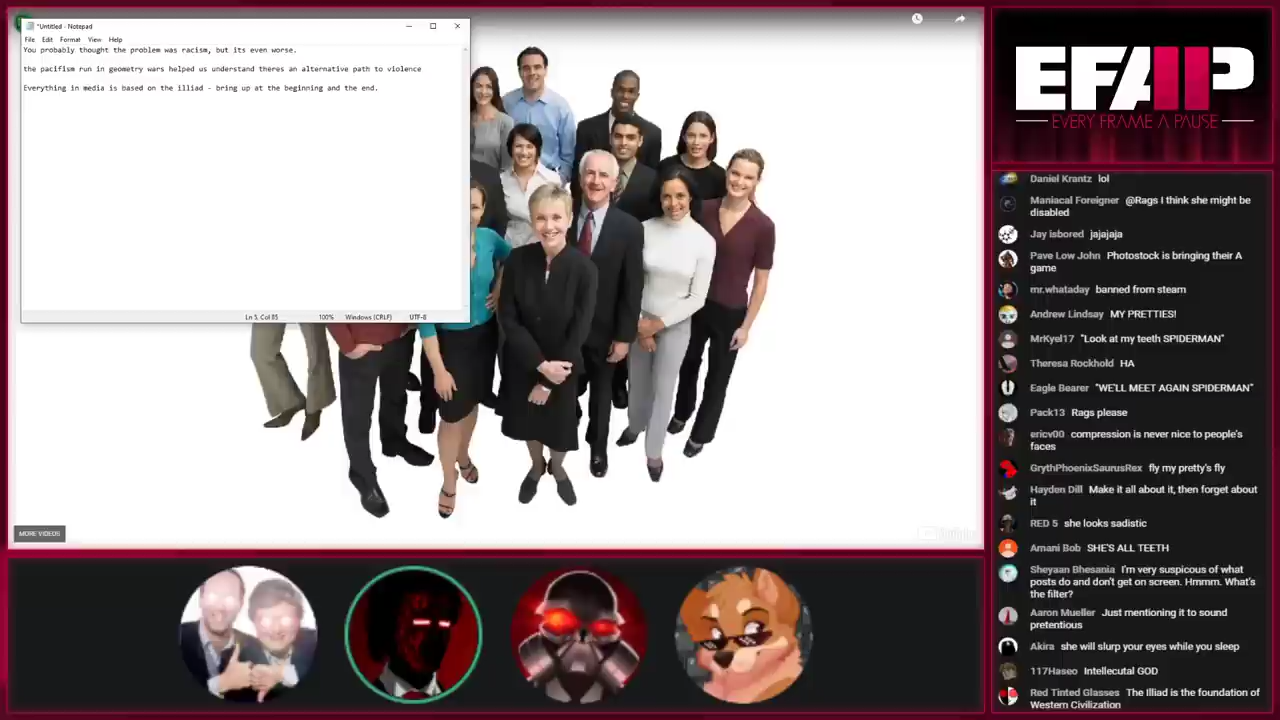 *Untitled - Notepad
File Edit Format View Help
You probably thought the problem was racism, but its even worse.
the pacifism run in geometry wars helped us understand theres an alternative path to violence
Everything in media is based on the illiad - bring up at the beginning and the end.
Ln 5, Col 85 100% Windows (CRLF) UTF-8
MORE VIDEOS
EFAP
EVERY FRAME A PAUSE
Daniel Krantz lol
Maniacal Foreigner @Rags I think she might be
disabled
Jay isbored jajajaja
Pave Low John Photostock is bringing their A
game
mr.whataday banned from steam
Andrew Lindsay MY PRETTIES!
MrKyel17 "Look at my teeth SPIDERMAN"
Theresa Rockhold HA
Eagle Bearer "WE'LL MEET AGAIN SPIDERMAN"
Pack13 Rags please
ericv00 compression is never nice to people's
faces
GrythPhoenixSaurusRex fly my pretty's fly
Hayden Dill Make it all about it, then forget about
it
RED 5 she looks sadistic
Amani Bob SHE'S ALL TEETH
Sheyaan Bhesania I'm very suspicous of what
posts do and don't get on screen. Hmmm. What's
the filter?
Aaron Mueller Just mentioning it to sound
pretentious
Akira she will slurp your eyes while you sleep
117Haseo Intellecutal GOD
Red Tinted Glasses The Illiad is the foundation of
Western Civilization